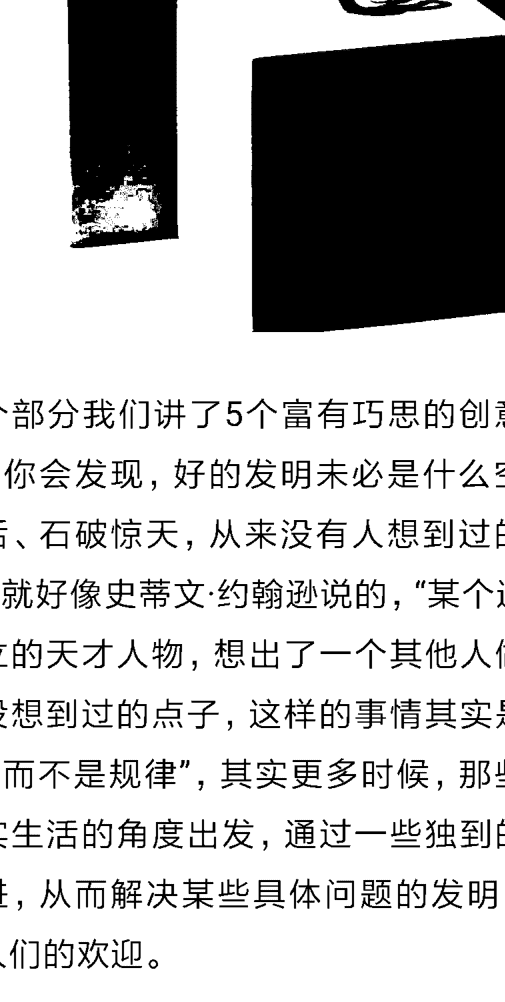 部分我们讲了5个富有巧思的创意
你会发现，好的发明未必是什么空
、石破惊天，从来没有人想到过的
就好像史蒂文·约翰逊说的，“某个
立的天才人物，想出了一个其他人
没想到过的点子，这样的事情其实是
而不是规律”，其实更多时候，那些
实生活的角度出发，通过一些独到的
进，从而解决某些具体问题的发明
人们的欢迎。